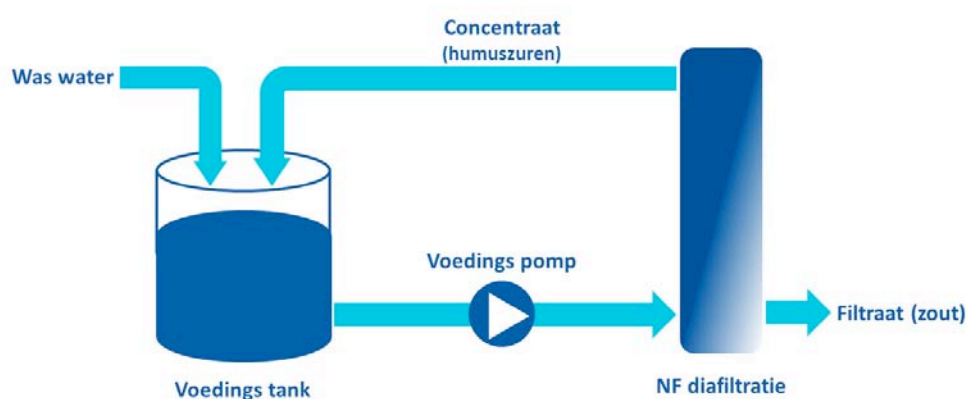 Concentraat
(humuszuren)
Was water
Voedings pomp
Filtraat (zout)
Voedings tank
NF diafiltratie